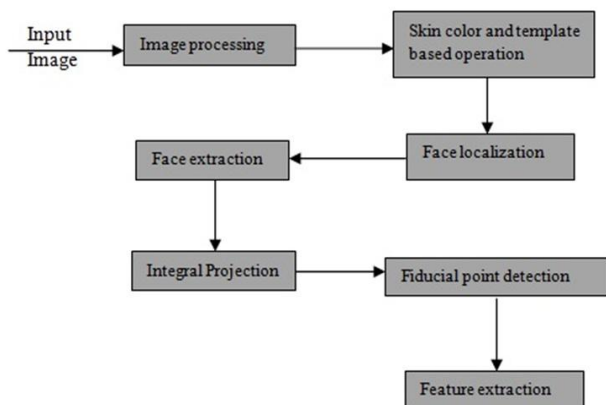 Input
Image
Image processing
Skin color and template
based operation
Face localization
Face extraction
Integral Projection
Fiducial point detection
Feature extraction